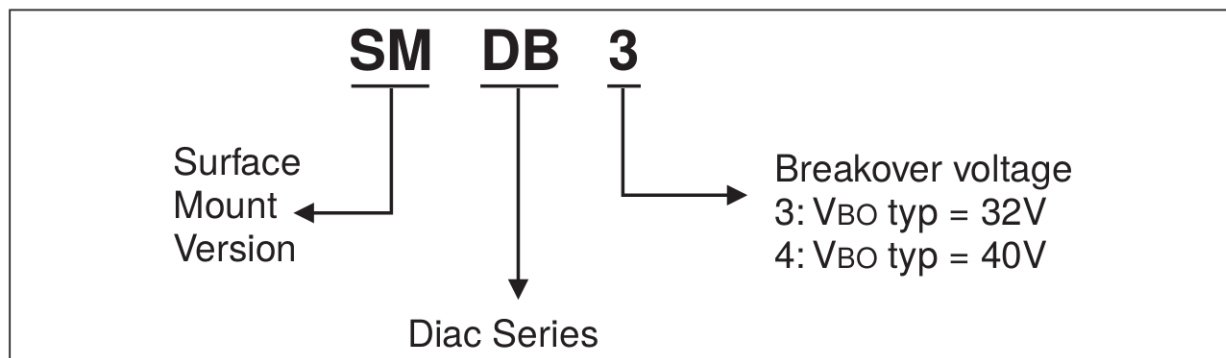 SM DB 3
Surface
Mount
Version
Breakover voltage
3: VBO typ = 32V
4: VBO typ = 40V
Diac Series